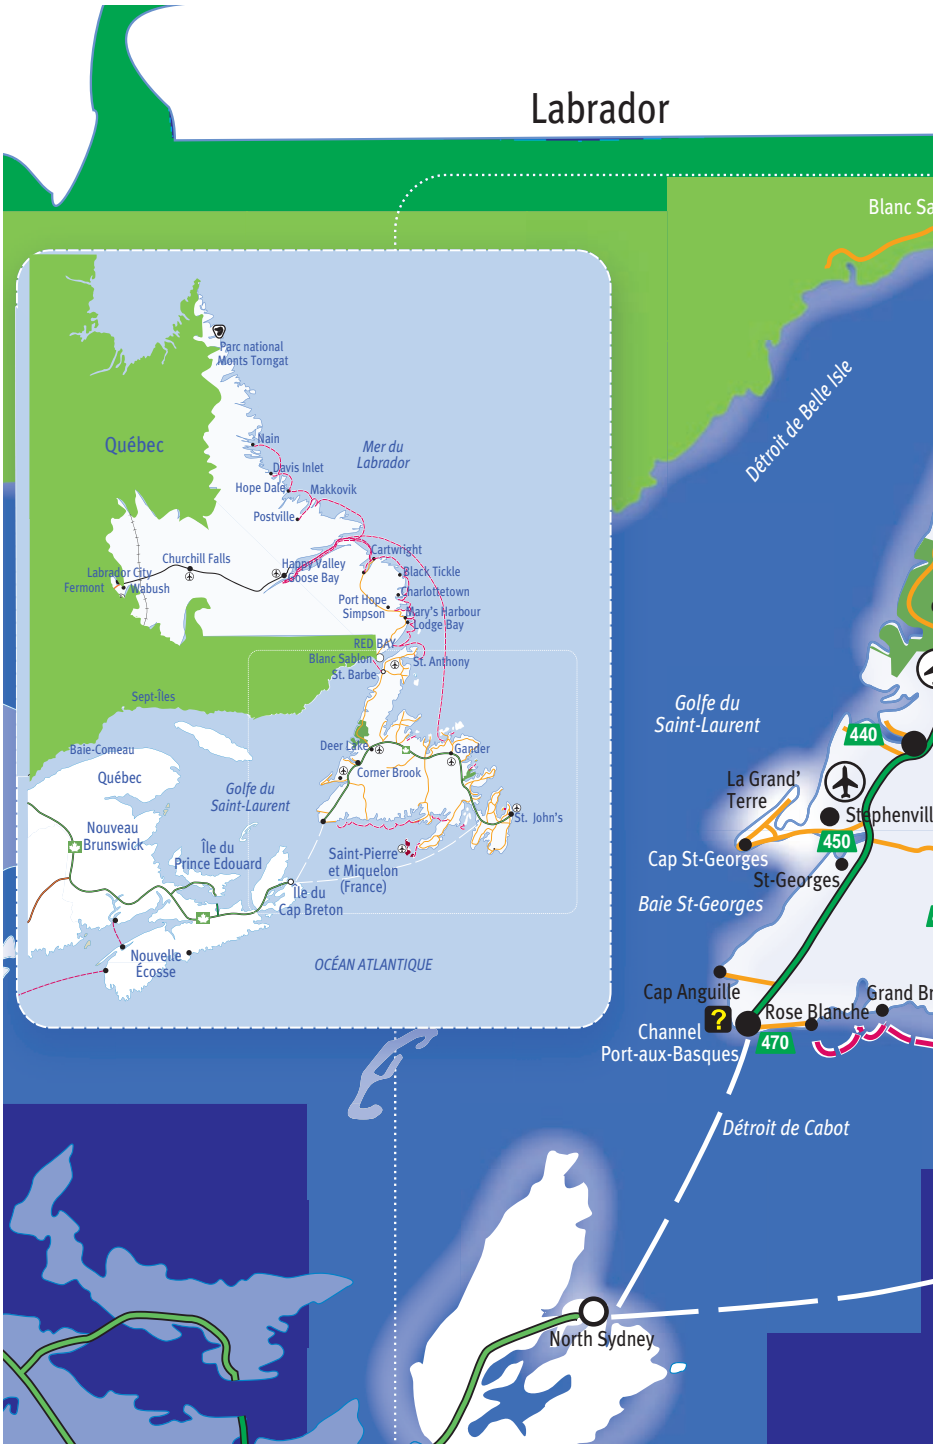 Labrador
Blanc Sa
Détroit de Belle Isle
Parc national
Monts Torngat
Québec
Nain
Mer du
Labrador
Davis Inlet
Hope Dale
Makkovik
Postville
Cartwright
Churchill Falls
Happy Valley
Goose Bay
Black Tickle
Labrador City
Fermont
Wabush
Charlottetown
Port Hope
Simpson
Mary's Harbour
Lodge Bay
RED BAY
Blanc Sablon
St. Anthony
St. Barbe
Sept-Îles
Baie-Comeau
Deer Lake
Gander
Québec
Corner Brook
Golfe du
Saint-Laurent
St. John's
Nouveau
Brunswick
Île du
Prince Edouard
Saint-Pierre
et Miquelon
(France)
Île du
Cap Breton
Nouvelle
Écosse
OCÉAN ATLANTIQUE
Golfe du
Saint-Laurent
440
La Grand'
Terre
Stephenvill
450
Cap St-Georges
St-Georges
Baie St-Georges
Cap Anguille
Grand Br
Rose Blanche
?
Channel
Port-aux-Basques
470
Détroit de Cabot
North Sydney